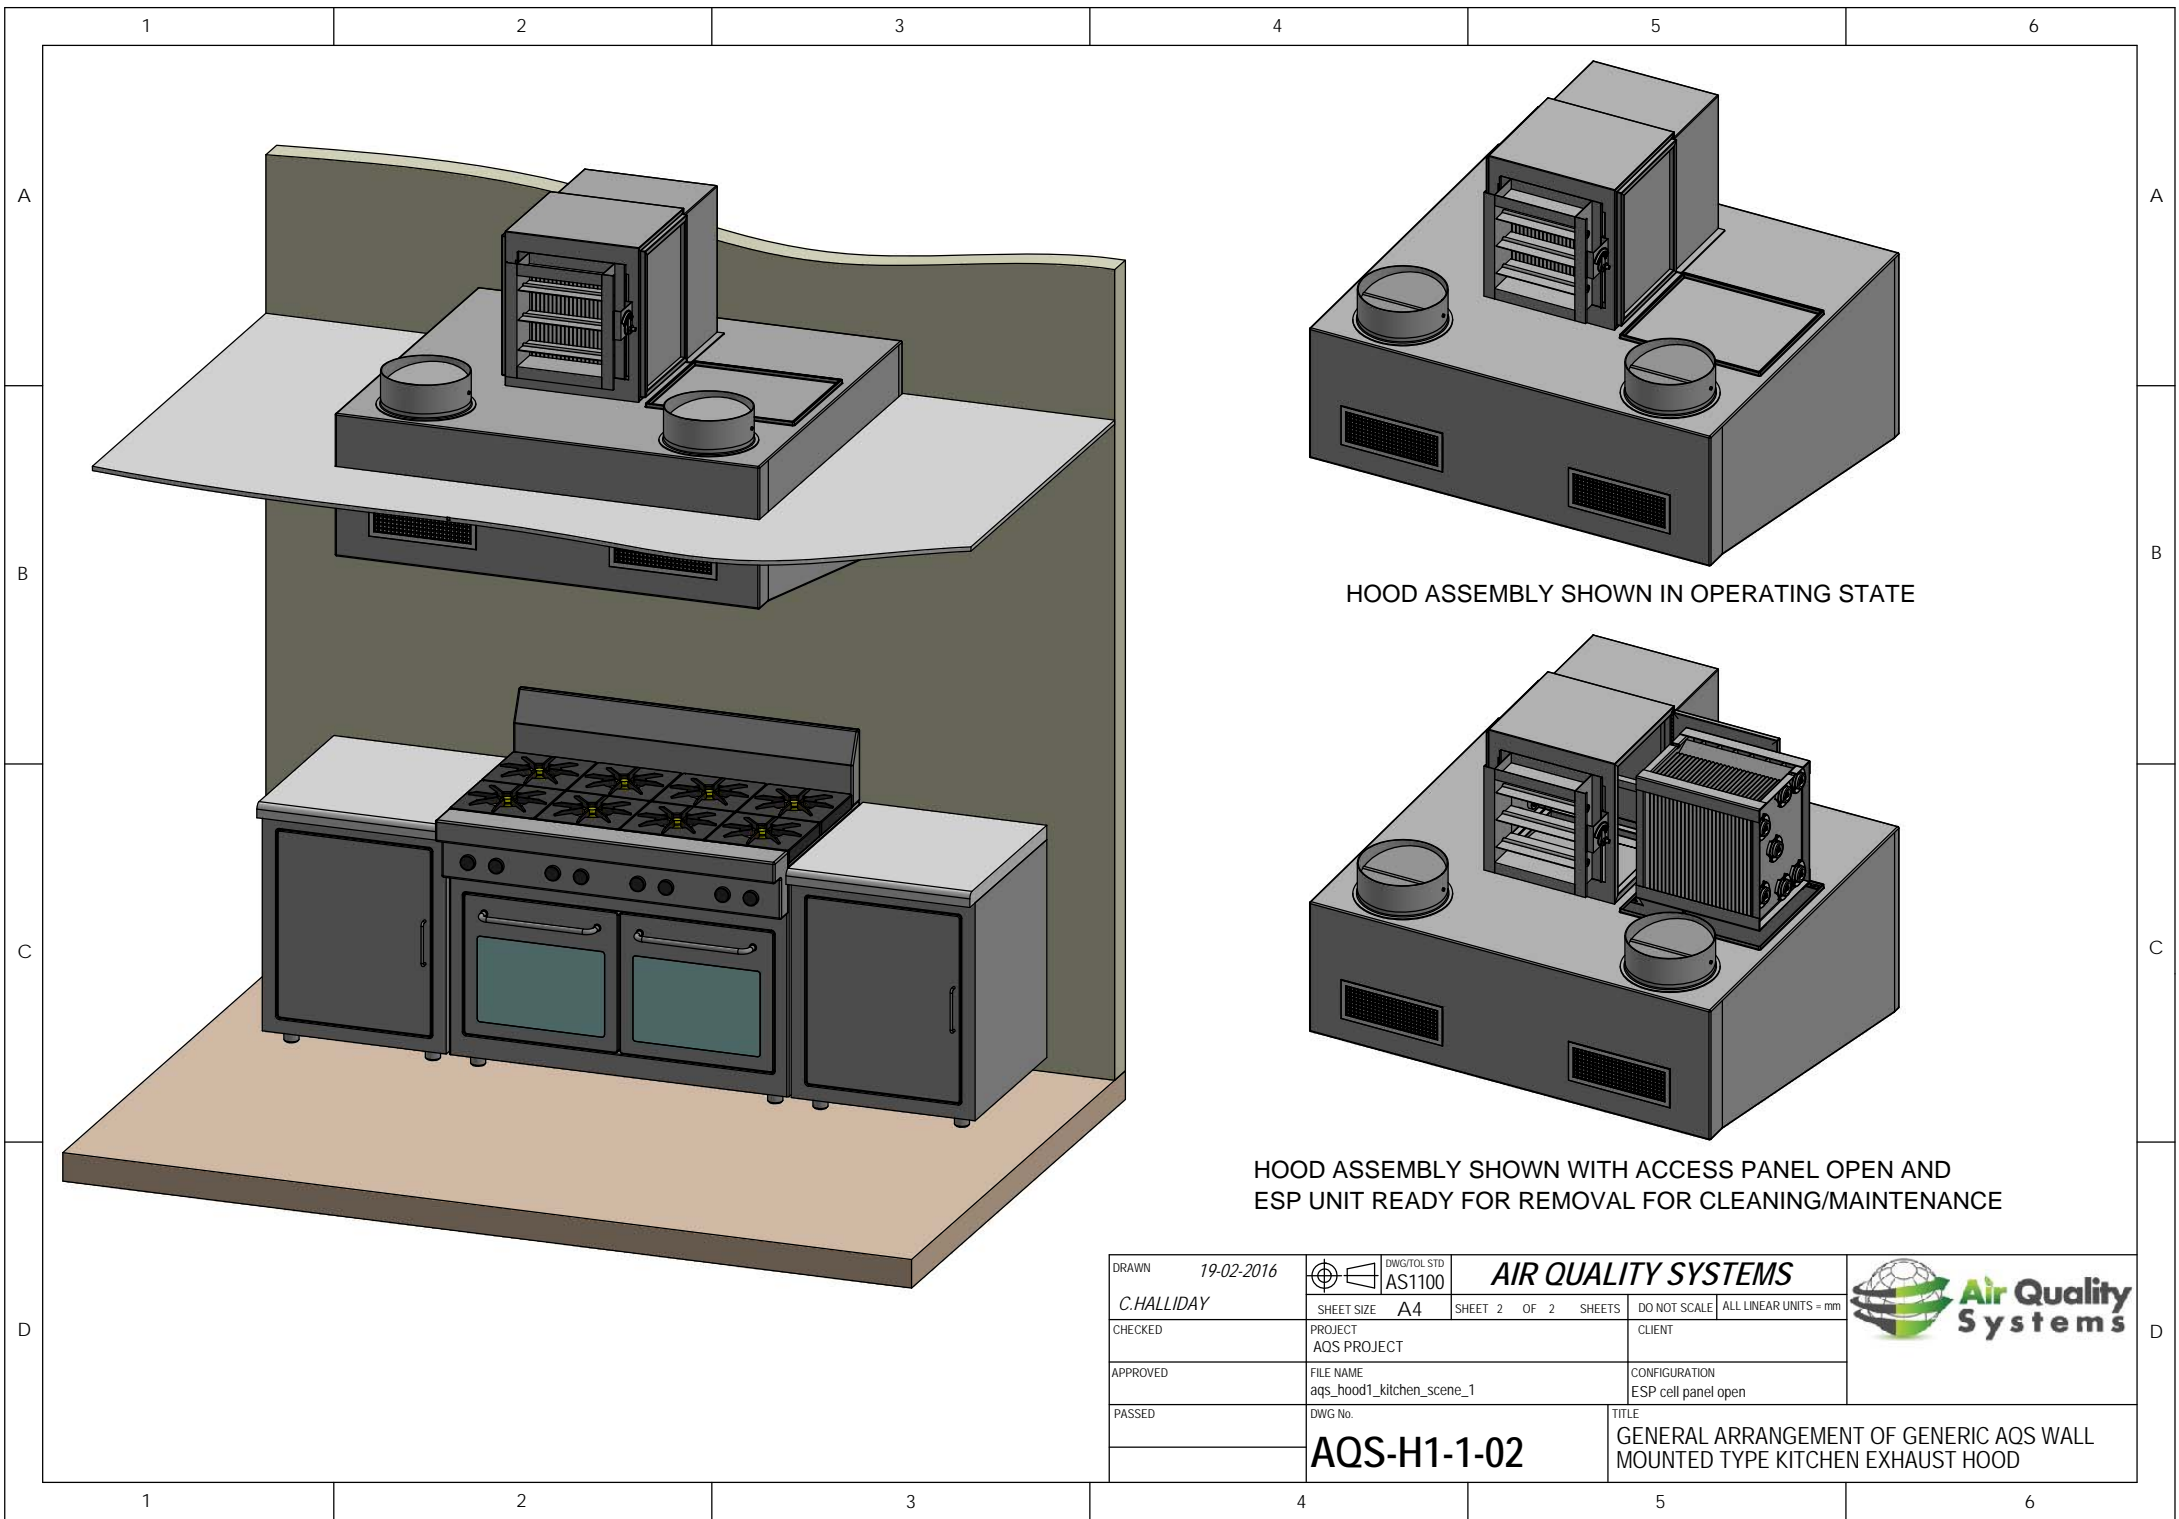 1 2 3 4 5 6
A A
B B
HOOD ASSEMBLY SHOWN IN OPERATING STATE
C C
HOOD ASSEMBLY SHOWN WITH ACCESS PANEL OPEN AND
ESP UNIT READY FOR REMOVAL FOR CLEANING/MAINTENANCE
D D
DRAWN 19-02-2016
C.HALLIDAY
CHECKED
APPROVED
PASSED
DWG/TOL STD
AS1100
AIR QUALITY SYSTEMS
SHEET SIZE A4 SHEET 2 OF 2 SHEETS DO NOT SCALE ALL LINEAR UNITS = mm
PROJECT
AQS PROJECT
CLIENT
FILE NAME
aqs_hood1_kitchen_scene_1
CONFIGURATION
ESP cell panel open
DWG No.
AQS-H1-1-02
TITLE
GENERAL ARRANGEMENT OF GENERIC AQS WALL
MOUNTED TYPE KITCHEN EXHAUST HOOD
Air Quality
Systems
1 2 3 4 5 6